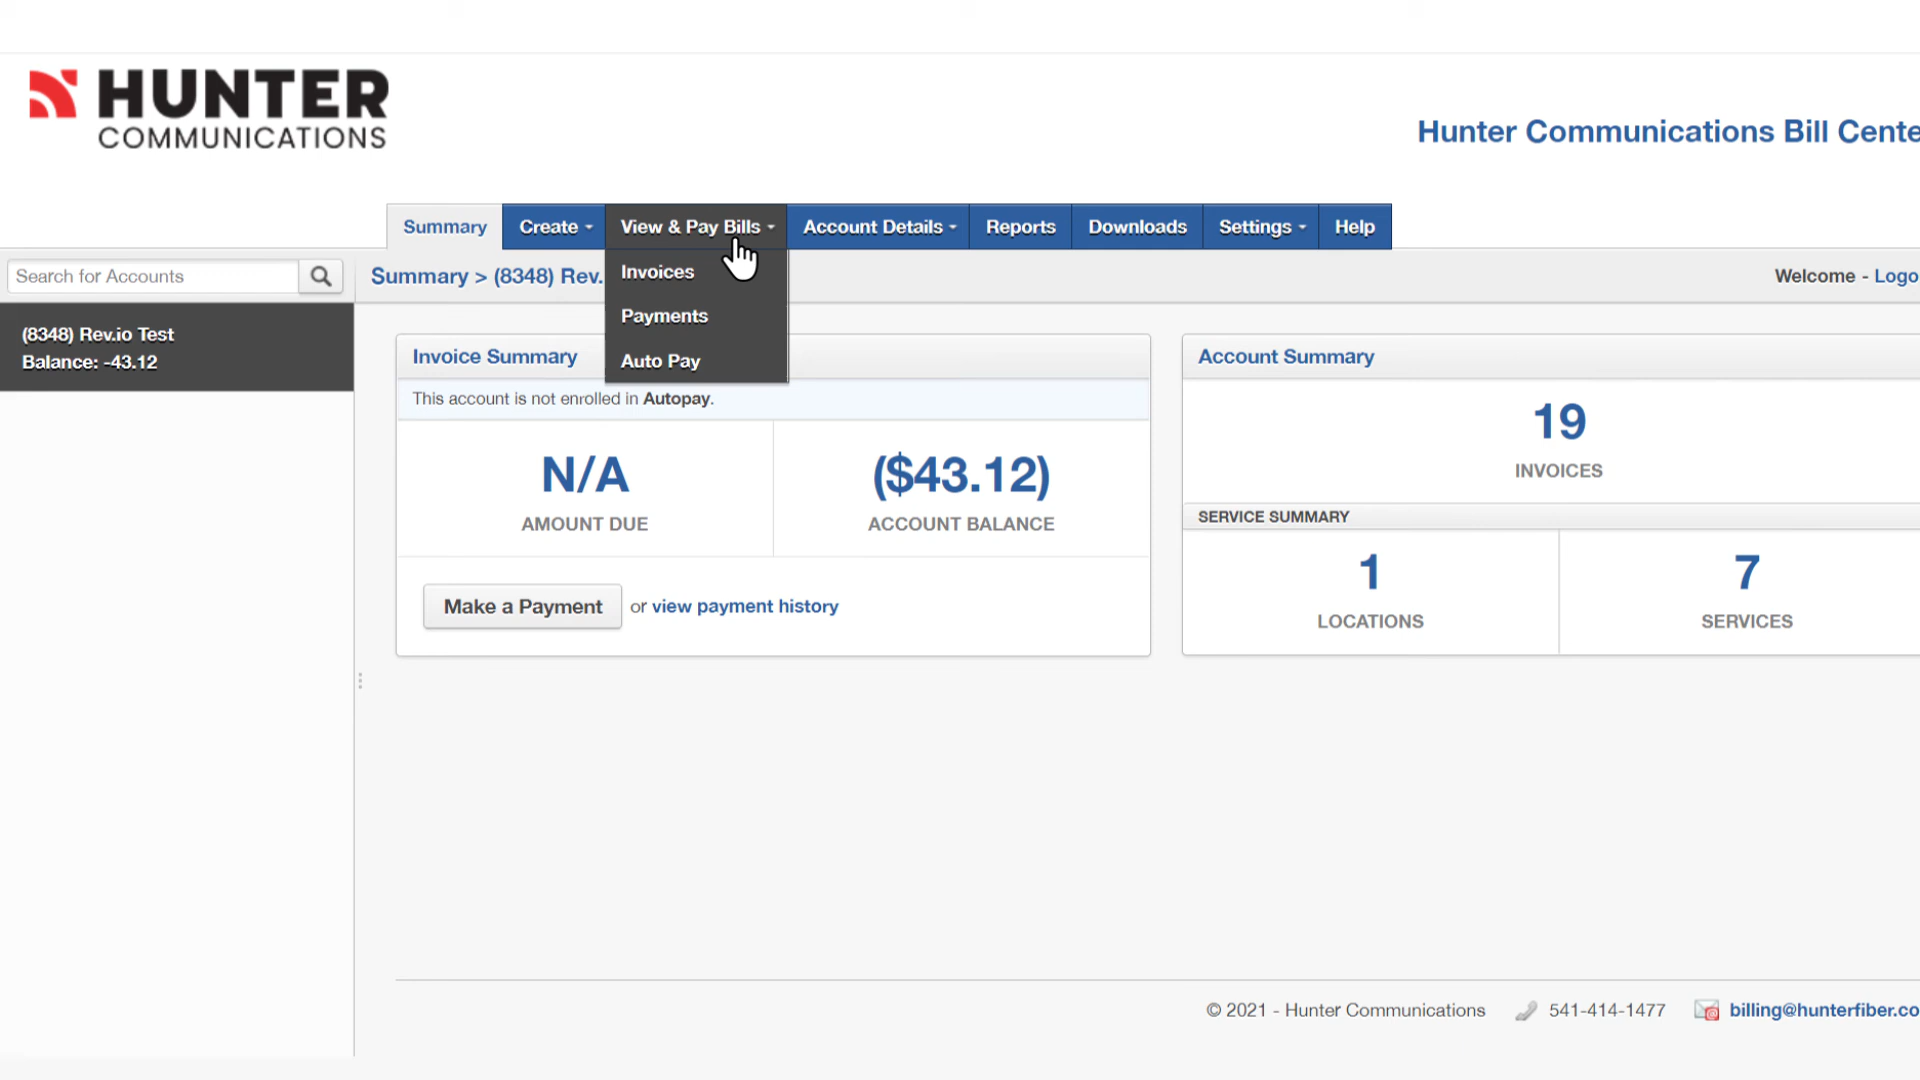 HUNTER
COMMUNICATIONS
Hunter Communications Bill Cente
Summary Create View & Pay Bills Account Details Reports Downloads Settings Help
Search for Accounts
Summary > (8348) Rev.
Welcome - Logo
Invoices
Payments
Auto Pay
(8348) Rev.io Test
Balance: -43.12
Invoice Summary
This account is not enrolled in Autopay.
N/A
AMOUNT DUE
($43.12)
ACCOUNT BALANCE
Make a Payment or view payment history
Account Summary
19
INVOICES
SERVICE SUMMARY
1
LOCATIONS
7
SERVICES
© 2021 - Hunter Communications 541-414-1477 billing@hunterfiber.co